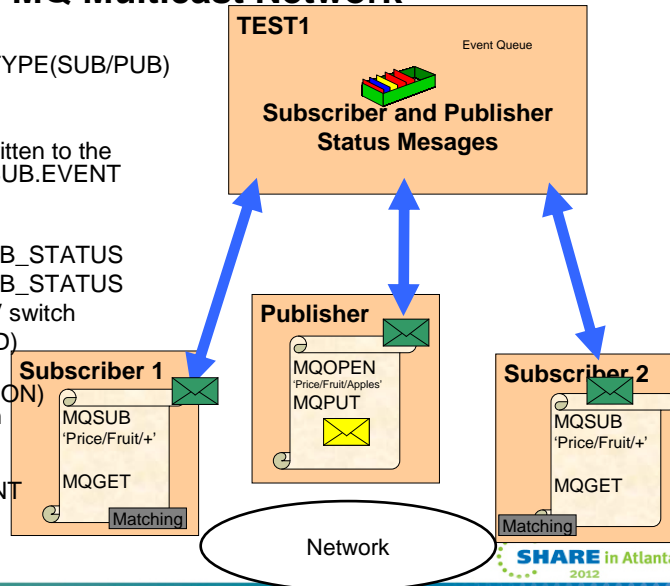 MQ Multicast Network
TYPE(SUB/PUB)
itten to the
UB.EVENT
B_STATUS
B_STATUS
switch
ON)
NT
TEST1
Event Queue
Subscriber and Publisher
Status Mesages
Publisher
MQOPEN
'Price/Fruit/Apples'
MQPUT
Subscriber 1
MQSUB
'Price/Fruit/+'
MQGET
Matching
Subscriber 2
MQSUB
'Price/Fruit/+'
MQGET
Matching
Network
SHARE in Atlanta
2012